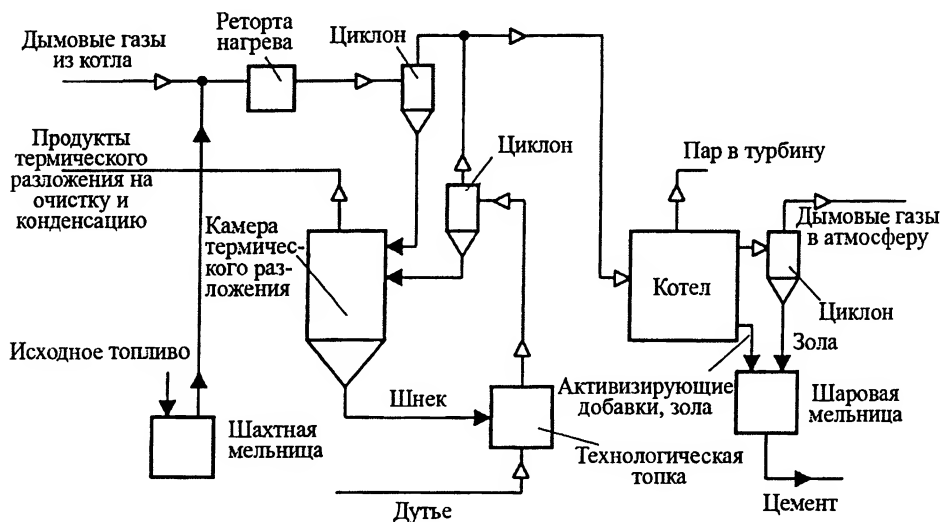 Дымовые газы
из котла
Реторта
нагрева
Циклон
Продукты
термического
разложения на
очистку и
конденсацию
Циклон
Пар в турбину
Дымовые газы
в атмосферу
Камера
термичес-
кого раз-
ложения
Котел
Циклон
Зола
Исходное топливо
Шнек
Активизирующие
добавки, зола
Шаровая
мельница
Шахтная
мельница
Технологическая
топка
Дутье
Цемент